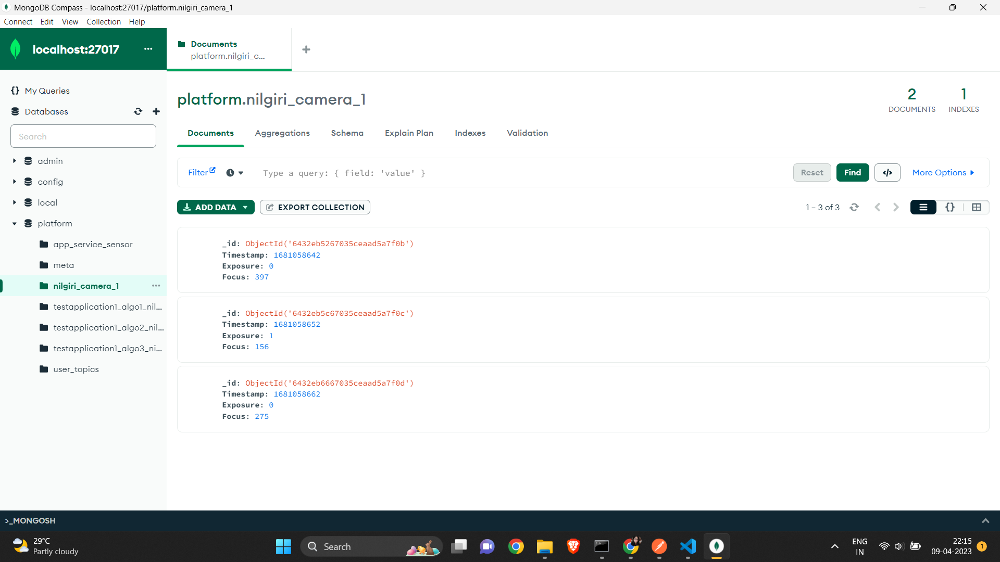 MongoDB Compass - localhost:27017/platform.nilgiri_camera_1
Connect Edit View Collection Help
localhost:27017
Documents
platform.nilgiri_c...
My Queries
Databases
Search
admin
config
local
platform
app_service_sensor
meta
nilgiri_camera_1
testapplication1_algo1_nil...
testapplication1_algo2_nil...
testapplication1_algo3_ni...
user_topics
platform.nilgiri_camera_1
2
DOCUMENTS
1
INDEXES
Documents Aggregations Schema Explain Plan Indexes Validation
Filter Type a query: { field: 'value' } Reset Find </> More Options
ADD DATA EXPORT COLLECTION 1 – 3 of 3 {}
_id: ObjectId('6432eb5267035ceaad5a7f0b')
Timestamp: 1681058642
Exposure: 0
Focus: 397
_id: ObjectId('6432eb5c67035ceaad5a7f0c')
Timestamp: 1681058652
Exposure: 1
Focus: 156
_id: ObjectId('6432eb6667035ceaad5a7f0d')
Timestamp: 1681058662
Exposure: 0
Focus: 275
>_MONGOSH
29°C
Partly cloudy
Search
ENG
IN
22:15
09-04-2023
1